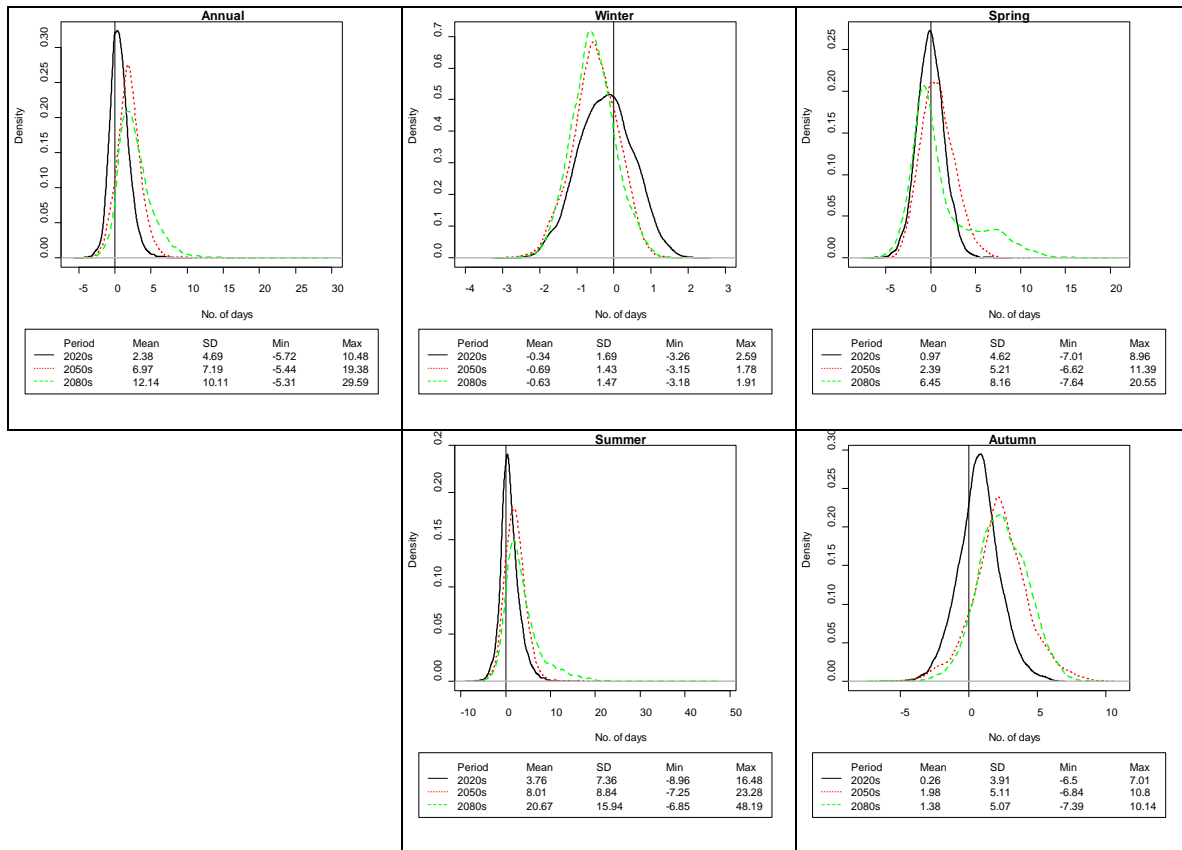 Annual
Density
0.00 0.05 0.10 0.15 0.20 0.25 0.30
-5 0 5 10 15 20 25 30
No. of days
Period Mean SD Min Max
2020s 2.38 4.69 -5.72 10.48
2050s 6.97 7.19 -5.44 19.38
2080s 12.14 10.11 -5.31 29.59
Winter
Density
0.0 0.1 0.2 0.3 0.4 0.5 0.6 0.7
-4 -3 -2 -1 0 1 2 3
No. of days
Period Mean SD Min Max
2020s -0.34 1.69 -3.26 2.59
2050s -0.69 1.43 -3.15 1.78
2080s -0.63 1.47 -3.18 1.91
Spring
Density
0.00 0.05 0.10 0.15 0.20 0.25
-5 0 5 10 15 20
No. of days
Period Mean SD Min Max
2020s 0.97 4.62 -7.01 8.96
2050s 2.39 5.21 -6.62 11.39
2080s 6.45 8.16 -7.64 20.55
Summer
Density
0.00 0.05 0.10 0.15 0.20 0.2
-10 0 10 20 30 40 50
No. of days
Period Mean SD Min Max
2020s 3.76 7.36 -8.96 16.48
2050s 8.01 8.84 -7.25 23.28
2080s 20.67 15.94 -6.85 48.19
Autumn
Density
0.00 0.05 0.10 0.15 0.20 0.25 0.30
-5 0 5 10
No. of days
Period Mean SD Min Max
2020s 0.26 3.91 -6.5 7.01
2050s 1.98 5.11 -6.84 10.8
2080s 1.38 5.07 -7.39 10.14